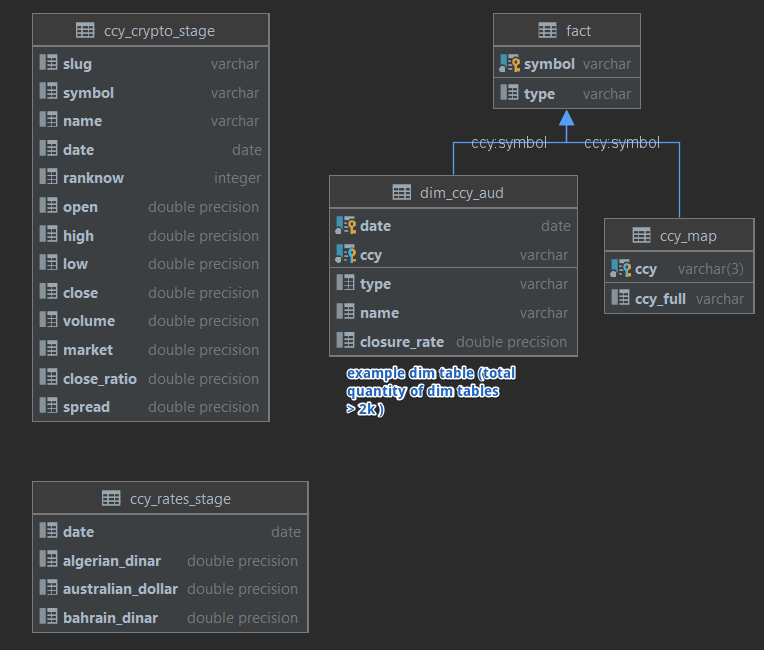 ccy_crypto_stage
slug varchar
symbol varchar
name varchar
date date
ranknow integer
open double precision
high double precision
low double precision
close double precision
volume double precision
market double precision
close_ratio double precision
spread double precision
fact
symbol varchar
type varchar
ccy:symbol ccy:symbol
dim_ccy_aud
date date
ccy varchar
type varchar
name varchar
closure_rate double precision
ccy_map
ccy varchar(3)
ccy_full varchar
example dim table (total
quantity of dim tables
> 2k )
ccy_rates_stage
date date
algerian_dinar double precision
australian_dollar double precision
bahrain_dinar double precision